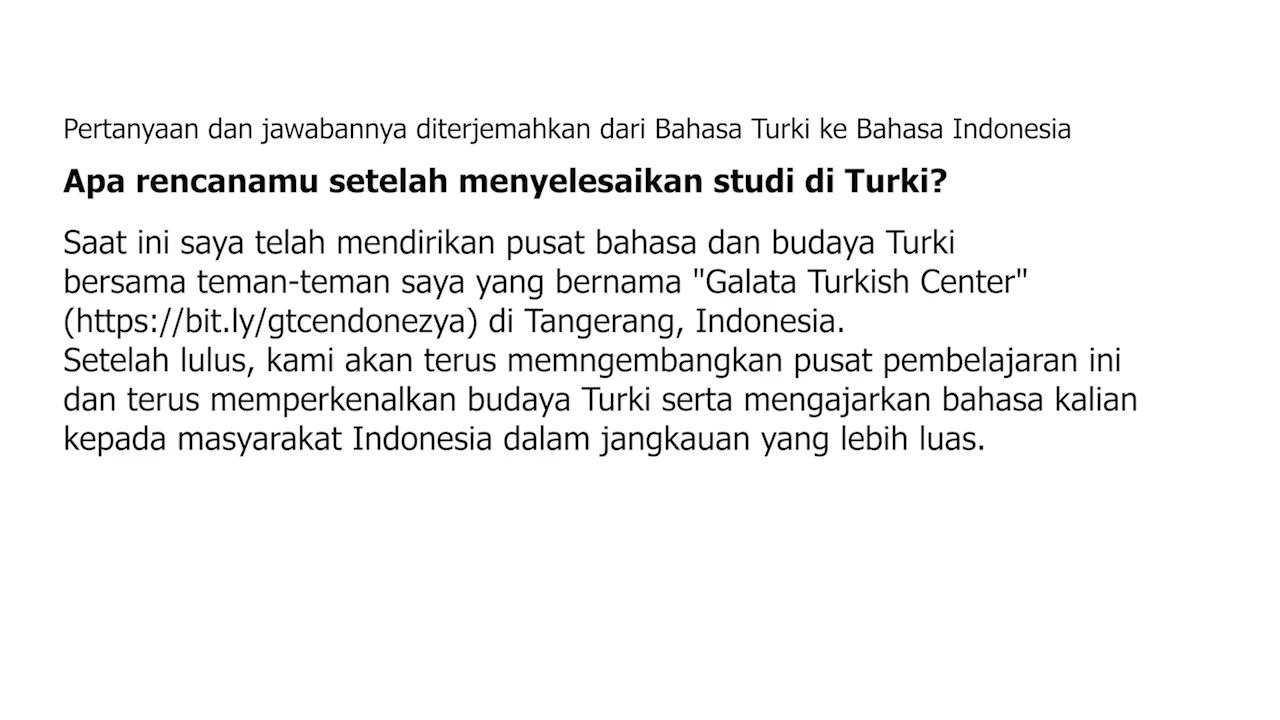 Pertanyaan dan jawabannya diterjemahkan dari Bahasa Turki ke Bahasa Indonesia
Apa rencanamu setelah menyelesaikan studi di Turki?
Saat ini saya telah mendirikan pusat bahasa dan budaya Turki
bersama teman-teman saya yang bernama "Galata Turkish Center"
(https://bit.ly/gtcendonezya) di Tangerang, Indonesia.
Setelah lulus, kami akan terus memngembangkan pusat pembelajaran ini
dan terus memperkenalkan budaya Turki serta mengajarkan bahasa kalian
kepada masyarakat Indonesia dalam jangkauan yang lebih luas.